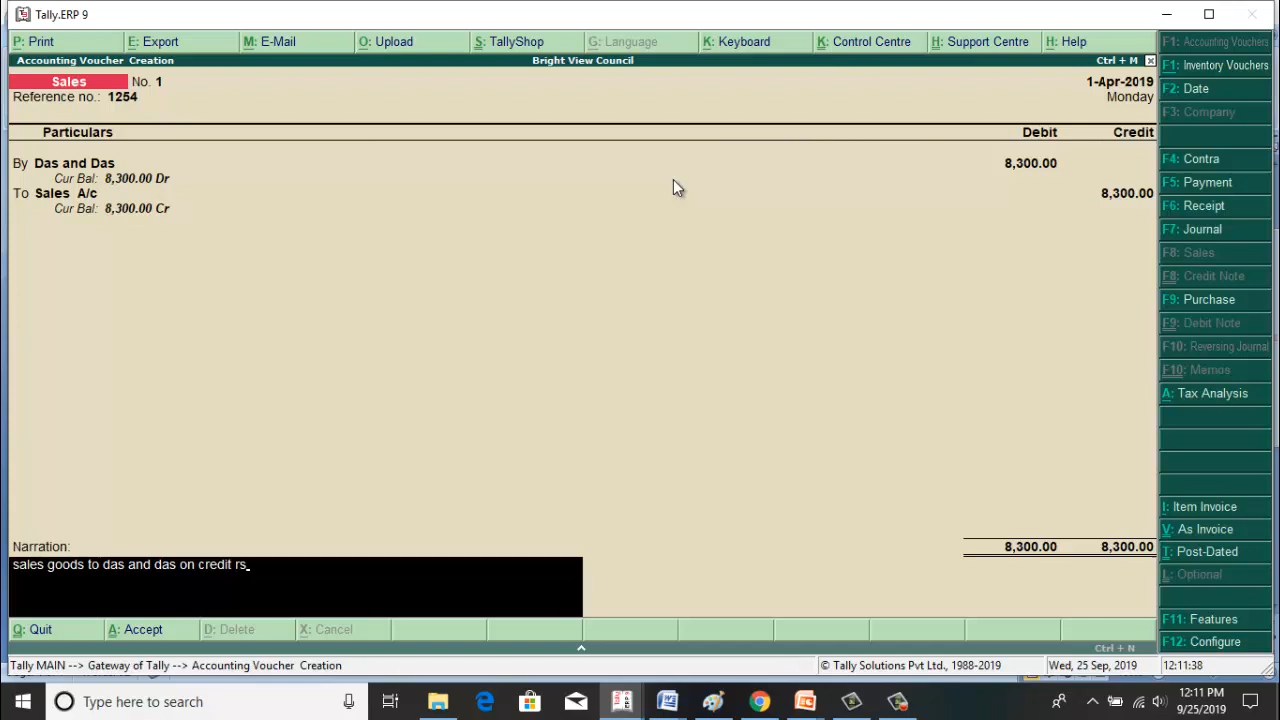 Tally.ERP 9
P: Print E: Export M: E-Mail O: Upload S: TallyShop G: Language K: Keyboard K: Control Centre H: Support Centre H: Help
Accounting Voucher Creation Bright View Council Ctrl + M
Sales No. 1 1-Apr-2019
Reference no.: 1254 Monday
Particulars Debit Credit
By Das and Das 8,300.00
Cur Bal: 8,300.00 Dr
To Sales A/c 8,300.00
Cur Bal: 8,300.00 Cr
Narration: 8,300.00 8,300.00
sales goods to das and das on credit rs
Q: Quit A: Accept D: Delete X: Cancel
Ctrl + N
Tally MAIN --> Gateway of Tally --> Accounting Voucher Creation © Tally Solutions Pvt Ltd., 1988-2019 Wed, 25 Sep, 2019 12:11:38
F1: Accounting Vouchers
F1: Inventory Vouchers
F2: Date
F3: Company
F4: Contra
F5: Payment
F6: Receipt
F7: Journal
F8: Sales
F8: Credit Note
F9: Purchase
F9: Debit Note
F10: Reversing Journal
F10: Memos
A: Tax Analysis
I: Item Invoice
V: As Invoice
T: Post-Dated
L: Optional
F11: Features
F12: Configure
Type here to search 12:11 PM
9/25/2019